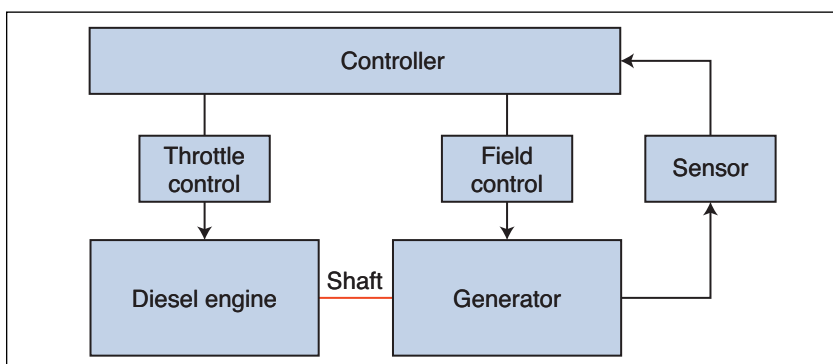 Controller
Throttle
control
Field
control
Sensor
Shaft
Diesel engine
Generator